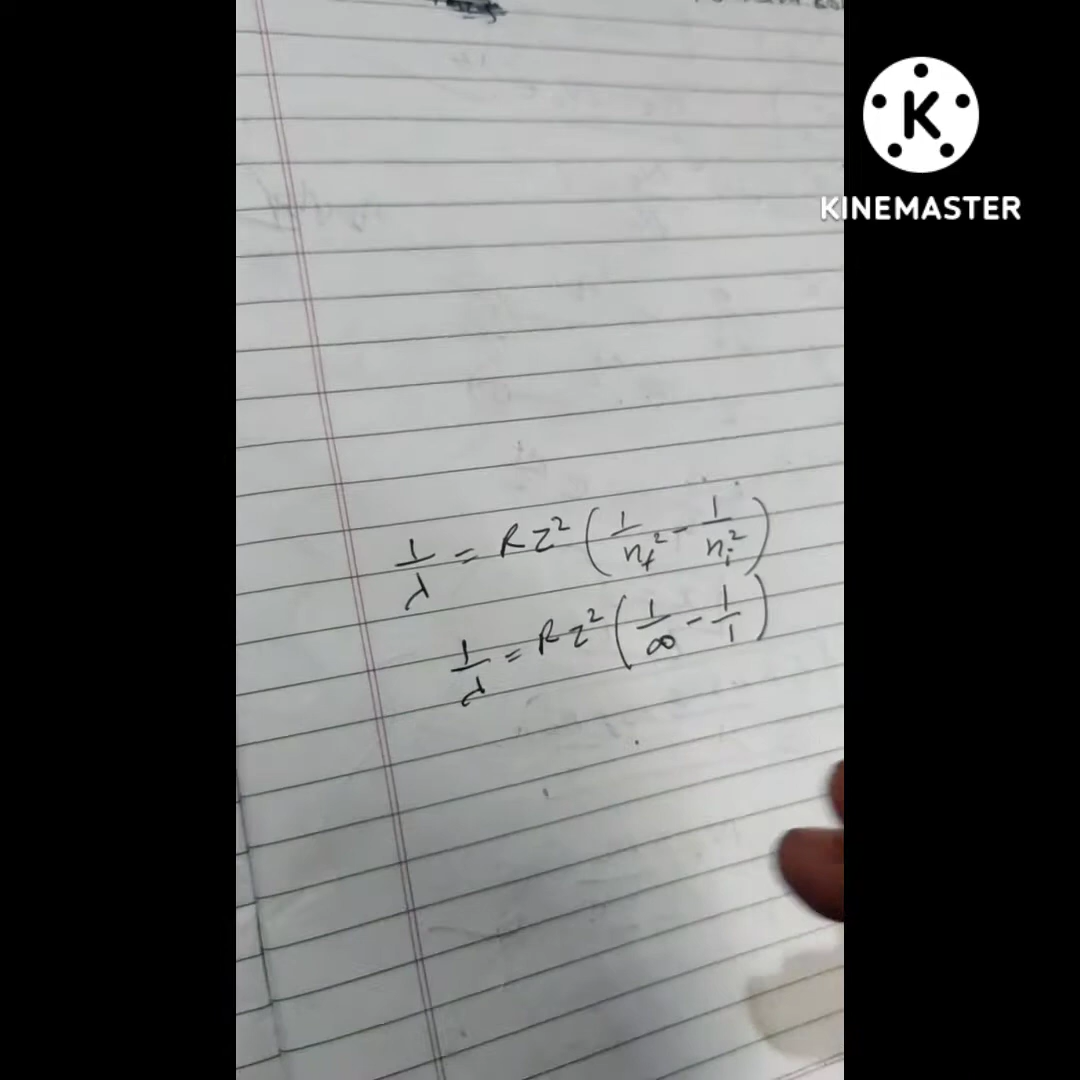 K
KINEMASTER
1/λ = RZ² (1/n_f² - 1/n_i²)
1/λ = RZ² (1/∞ - 1/1)